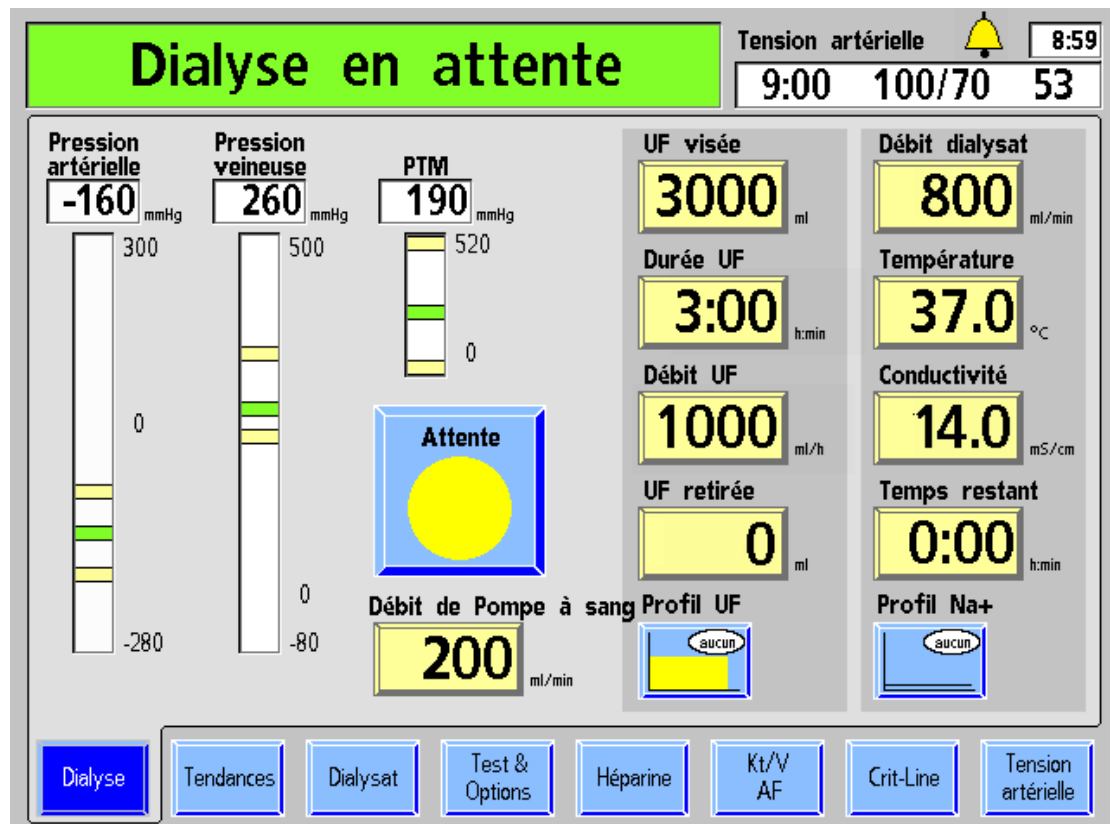 Dialyse en attente
Tension artérielle
8:59
9:00 100/70 53
Pression
artérielle
-160 mmHg
300
0
-280
Pression
veineuse
260 mmHg
500
0
-80
PTM
190 mmHg
520
0
Attente
Débit de Pompe à sang
200 ml/min
UF visée
3000 ml
Durée UF
3:00 h:min
Débit UF
1000 ml/h
UF retirée
0 ml
Profil UF
aucun
Débit dialysat
800 ml/min
Température
37.0 °C
Conductivité
14.0 mS/cm
Temps restant
0:00 h:min
Profil Na+
aucun
Dialyse
Tendances
Dialysat
Test &
Options
Héparine
Kt/V
AF
Crit-Line
Tension
artérielle